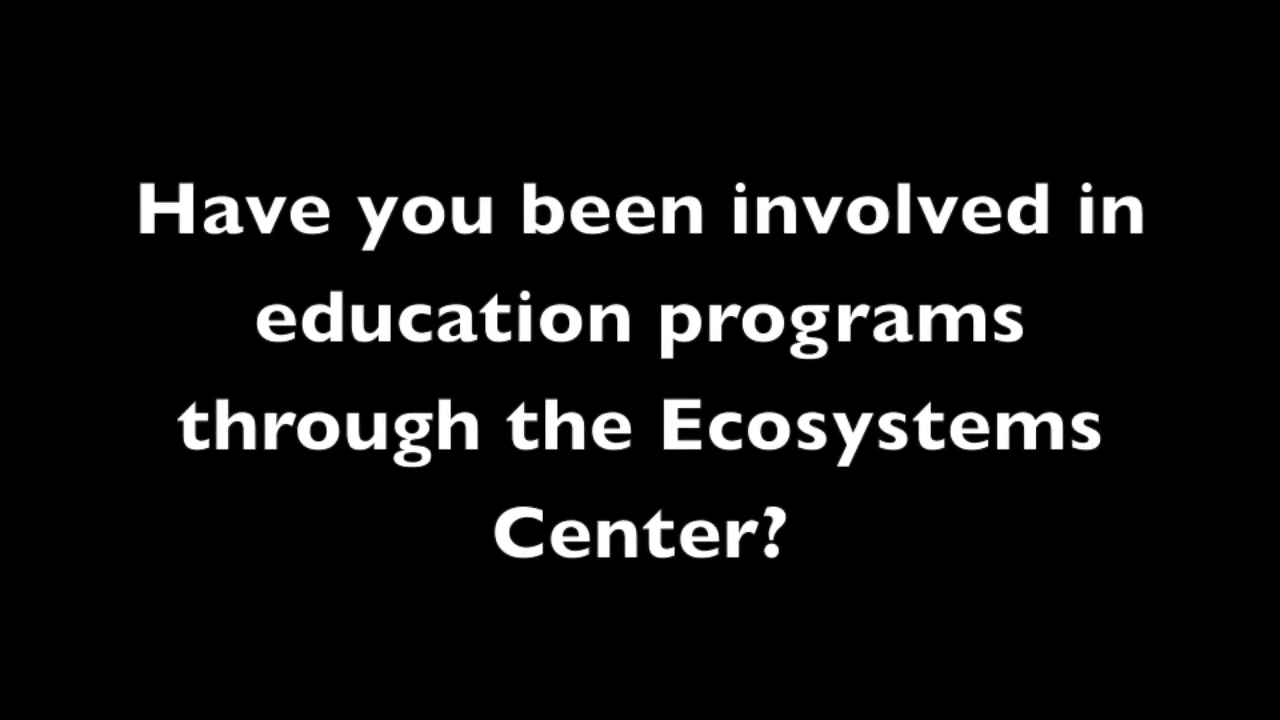 Have you been involved in
education programs
through the Ecosystems
Center?